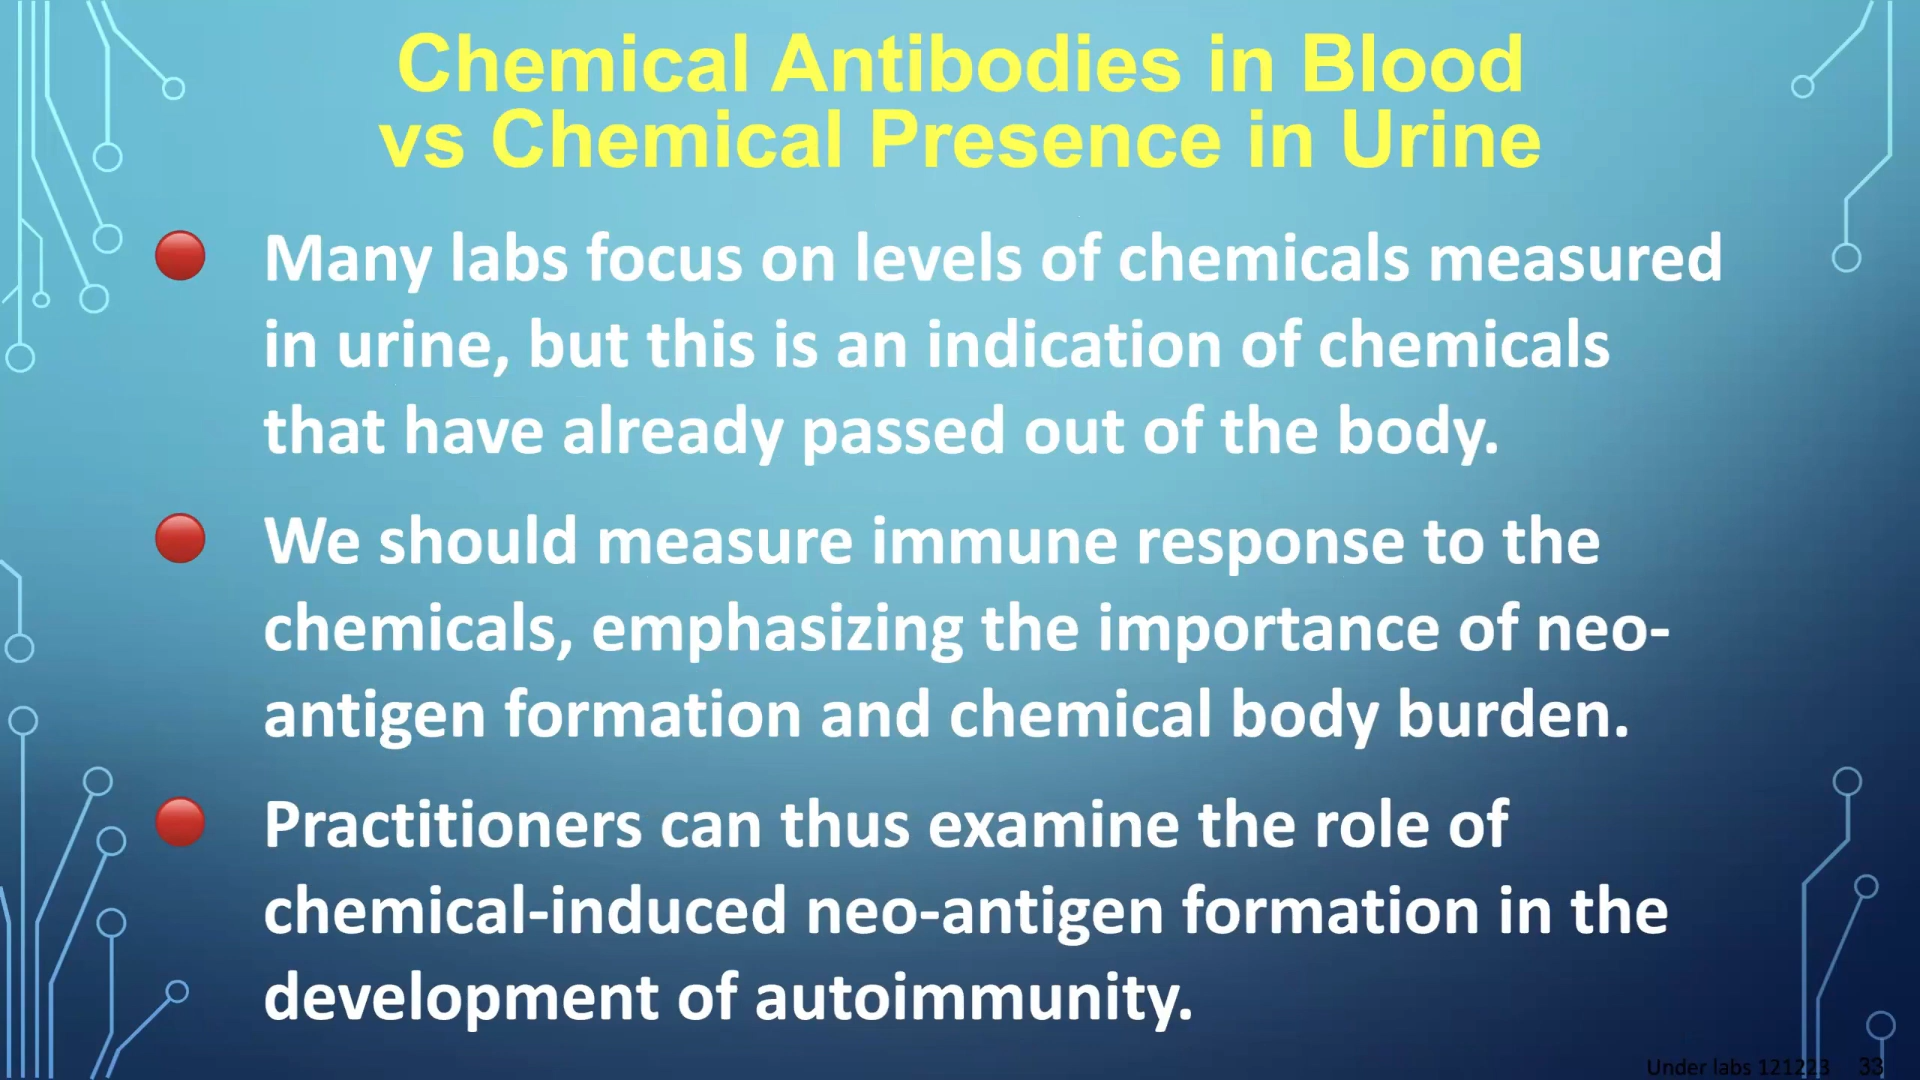 Chemical Antibodies in Blood
vs Chemical Presence in Urine
Many labs focus on levels of chemicals measured
in urine, but this is an indication of chemicals
that have already passed out of the body.
We should measure immune response to the
chemicals, emphasizing the importance of neo-
antigen formation and chemical body burden.
Practitioners can thus examine the role of
chemical-induced neo-antigen formation in the
development of autoimmunity.
Under labs 121223 33